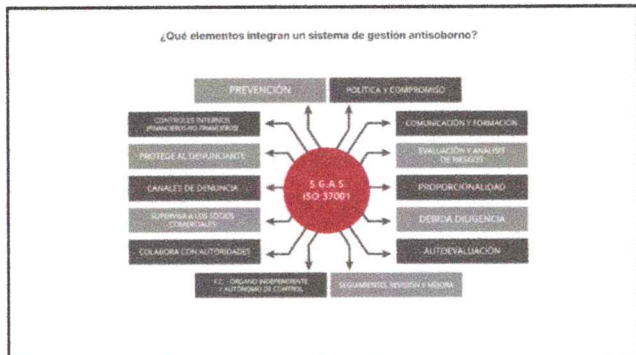 ¿Qué elementos integran un sistema de gestión antisoborno?
PREVENCIÓN
POLÍTICA Y COMPROMISO
CONTROLES INTERNOS
(FINANCIEROS-NO FINANCIEROS)
COMUNICACIÓN Y FORMACIÓN
PROTEGE AL DENUNCIANTE
EVALUACIÓN Y ANÁLISIS
DE RIESGOS
CANALES DE DENUNCIA
S.G.A.S
ISO 37001
PROPORCIONALIDAD
SUPERVISA A LOS SOCIOS
COMERCIALES
DEBIDA DILIGENCIA
COLABORA CON AUTORIDADES
AUTOEVALUACIÓN
F.C. - ÓRGANO INDEPENDIENTE
Y AUTÓNOMO DE CONTROL
SEGUIMIENTO, REVISIÓN Y MEJORA